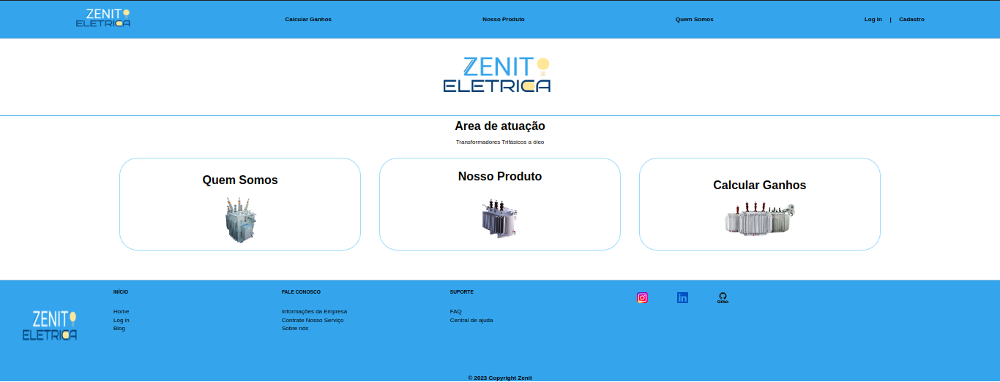 ZENIT
ELETRICA
Calcular Ganhos
Nosso Produto
Quem Somos
Log In | Cadastro
ZENIT
ELETRICA
Area de atuação
Transformadores Trifásicos a óleo
Quem Somos
Nosso Produto
Calcular Ganhos
ZENIT
ELETRICA
INÍCIO
Home
Log in
Blog
FALE CONOSCO
Informações da Empresa
Contrate Nosso Serviço
Sobre nós
SUPORTE
FAQ
Central de ajuda
in
GitHub
© 2023 Copyright Zenit